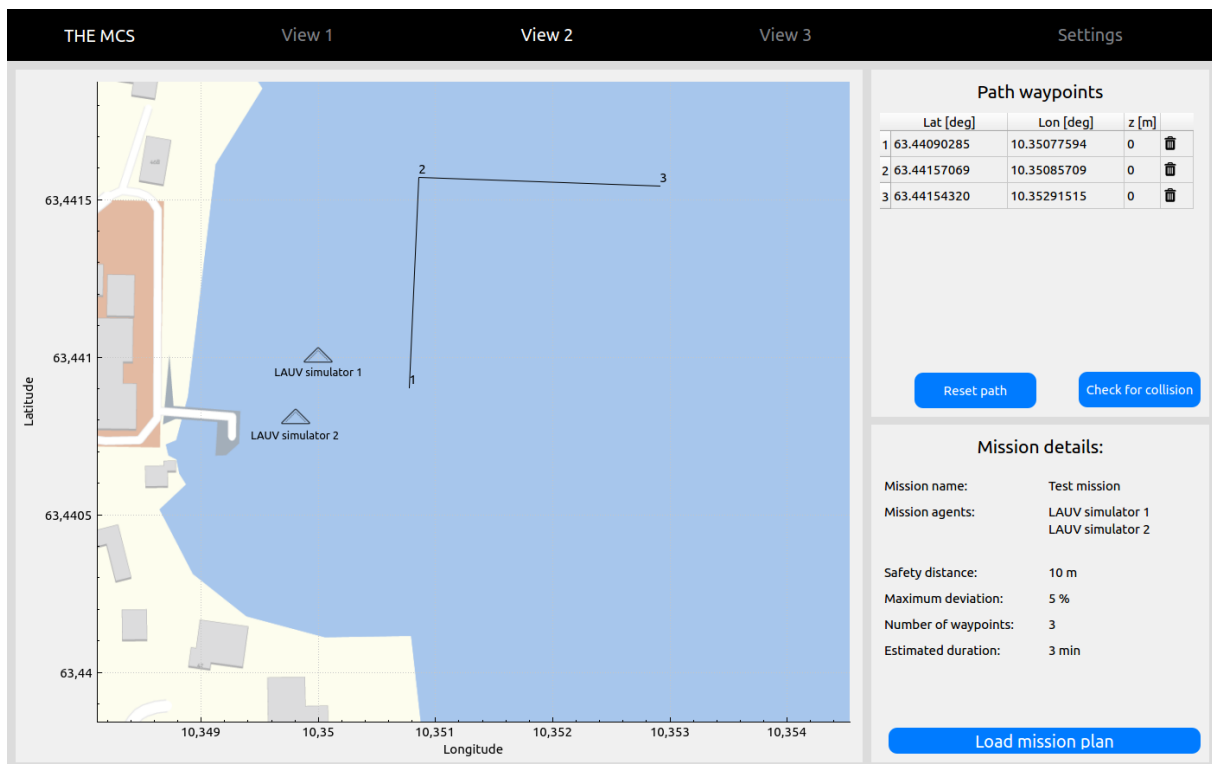 THE MCS View 1 View 2 View 3 Settings
63,4415
63,441
63,4405
63,44
Latitude
10,349 10,35 10,351 10,352 10,353 10,354
Longitude
2
3
1
LAUV simulator 1
LAUV simulator 2
Path waypoints
Lat [deg] Lon [deg] z [m]
1 63.44090285 10.35077594 0
2 63.44157069 10.35085709 0
3 63.44154320 10.35291515 0
Reset path Check for collision
Mission details:
Mission name: Test mission
Mission agents: LAUV simulator 1
LAUV simulator 2
Safety distance: 10 m
Maximum deviation: 5 %
Number of waypoints: 3
Estimated duration: 3 min
Load mission plan